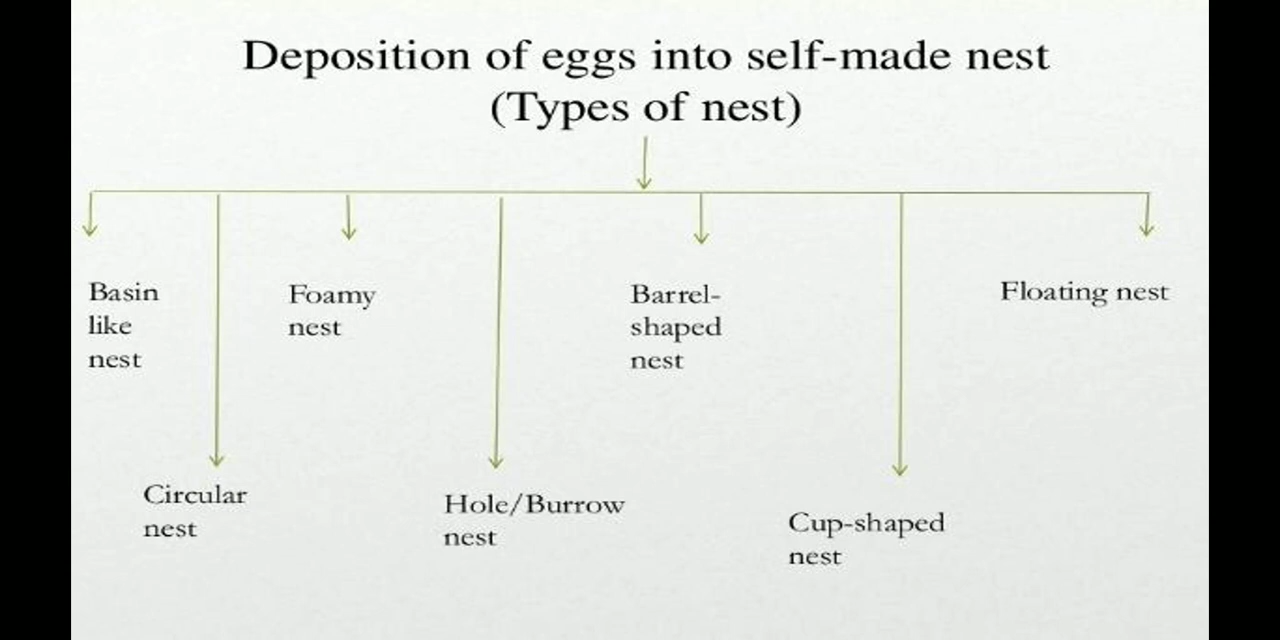 Deposition of eggs into self-made nest
(Types of nest)
Basin
like
nest
Foamy
nest
Barrel-
shaped
nest
Floating nest
Circular
nest
Hole/Burrow
nest
Cup-shaped
nest